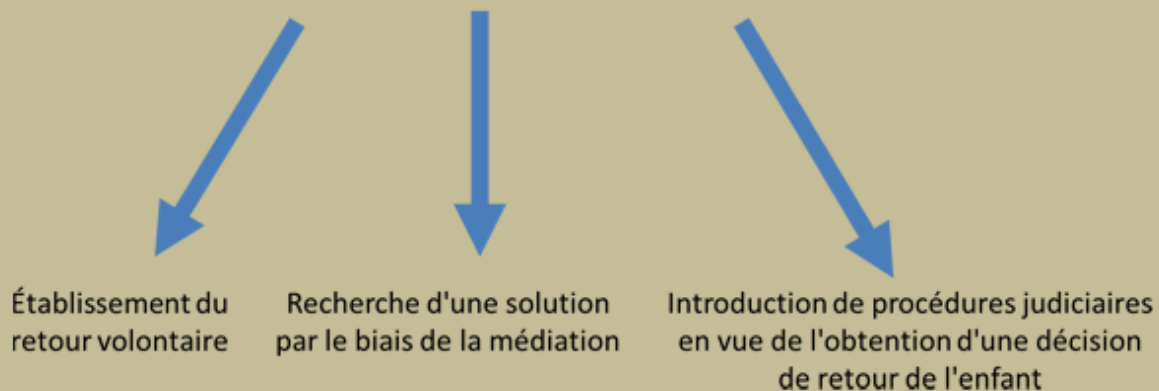 Établissement du
retour volontaire
Recherche d'une solution
par le biais de la médiation
Introduction de procédures judiciaires
en vue de l'obtention d'une décision
de retour de l'enfant